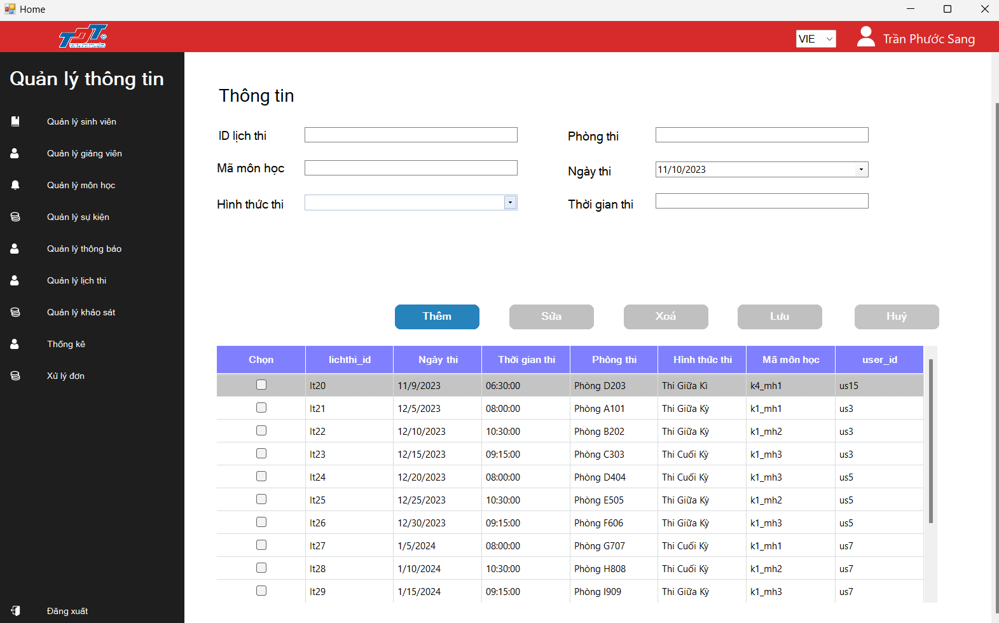 Home
TDT
VIE
Trần Phước Sang
Quản lý thông tin
Quản lý sinh viên
Quản lý giảng viên
Quản lý môn học
Quản lý sự kiện
Quản lý thông báo
Quản lý lịch thi
Quản lý khảo sát
Thống kê
Xử lý đơn
Đăng xuất
Thông tin
ID lịch thi
Phòng thi
Mã môn học
Ngày thi 11/10/2023
Hình thức thi
Thời gian thi
Thêm Sửa Xoá Lưu Huỷ
Chọn lichthi_id Ngày thi Thời gian thi Phòng thi Hình thức thi Mã môn học user_id
lt20 11/9/2023 06:30:00 Phòng D203 Thi Giữa Kì k4_mh1 us15
lt21 12/5/2023 08:00:00 Phòng A101 Thi Giữa Kỳ k1_mh1 us3
lt22 12/10/2023 10:30:00 Phòng B202 Thi Giữa Kỳ k1_mh2 us3
lt23 12/15/2023 09:15:00 Phòng C303 Thi Cuối Kỳ k1_mh3 us3
lt24 12/20/2023 08:00:00 Phòng D404 Thi Cuối Kỳ k1_mh3 us5
lt25 12/25/2023 10:30:00 Phòng E505 Thi Giữa Kỳ k1_mh2 us5
lt26 12/30/2023 09:15:00 Phòng F606 Thi Giữa Kỳ k1_mh3 us5
lt27 1/5/2024 08:00:00 Phòng G707 Thi Cuối Kỳ k1_mh1 us7
lt28 1/10/2024 10:30:00 Phòng H808 Thi Cuối Kỳ k1_mh2 us7
lt29 1/15/2024 09:15:00 Phòng I909 Thi Giữa Kỳ k1_mh3 us7